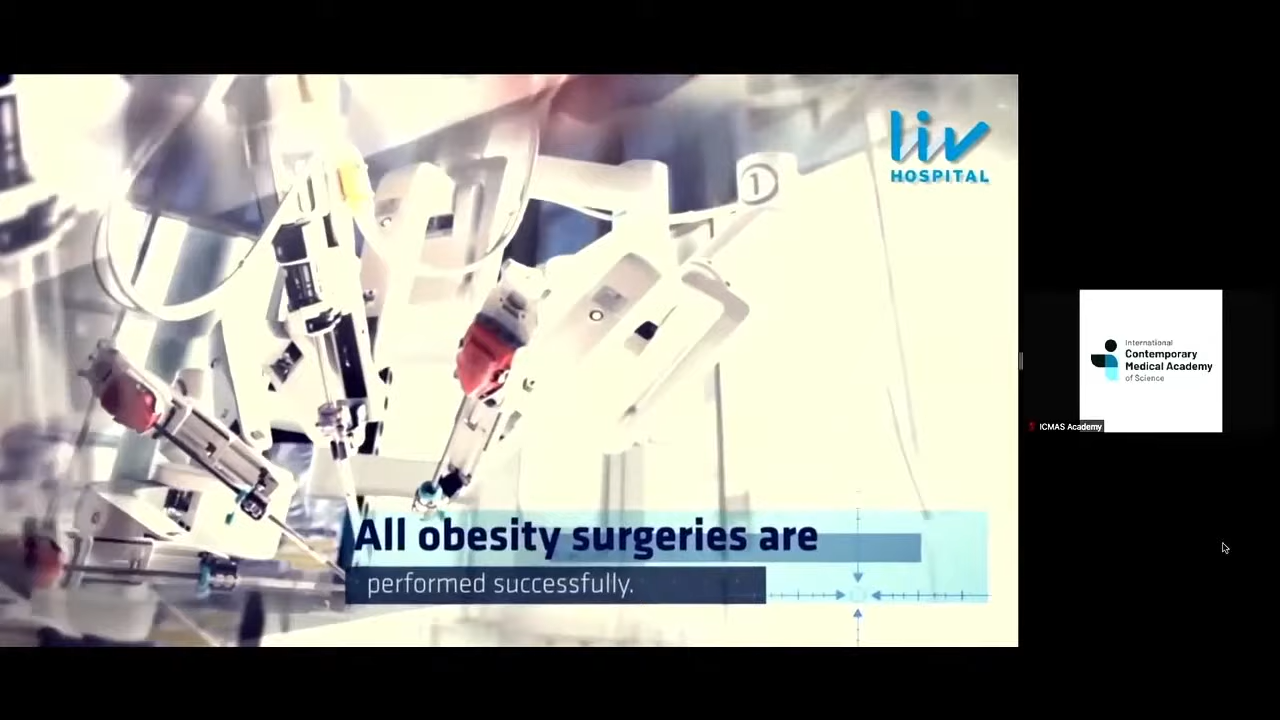 liv
HOSPITAL
1
All obesity surgeries are
performed successfully.
International
Contemporary
Medical Academy
of Science
ICMAS Academy